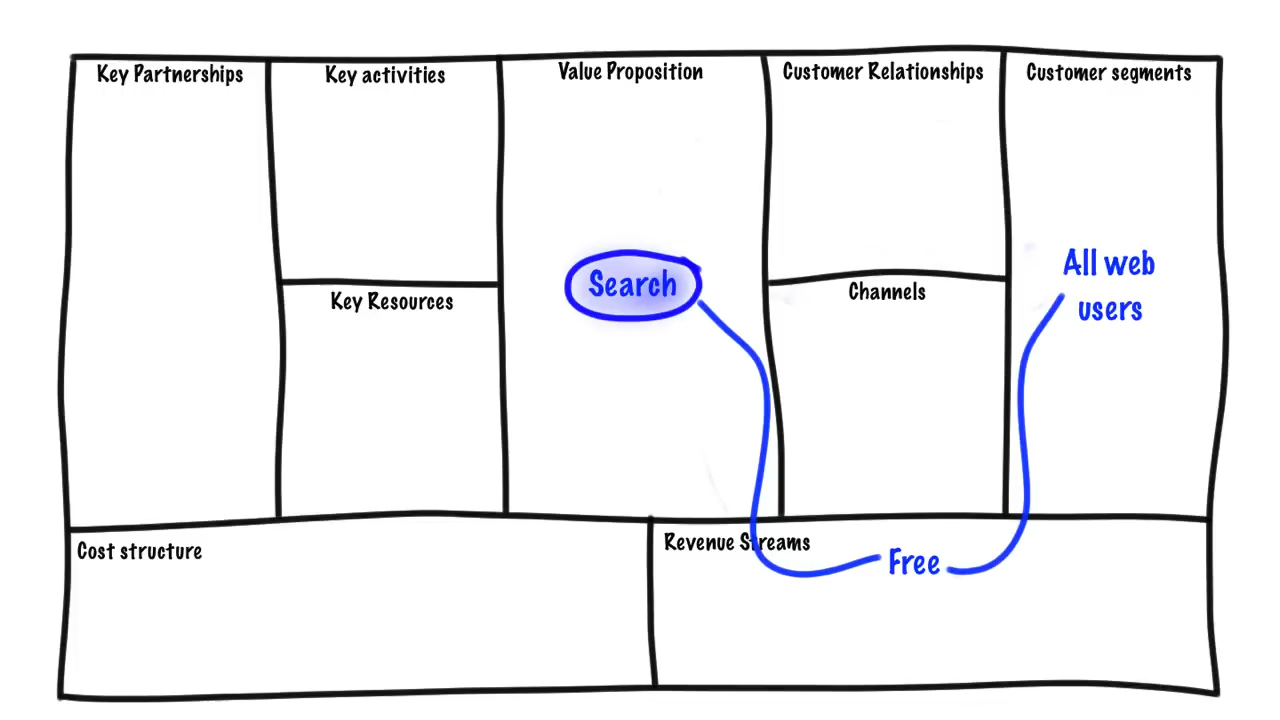 Key Partnerships
Key activities
Value Proposition
Customer Relationships
Customer segments
Search
All web
users
Key Resources
Channels
Cost structure
Revenue Streams
Free